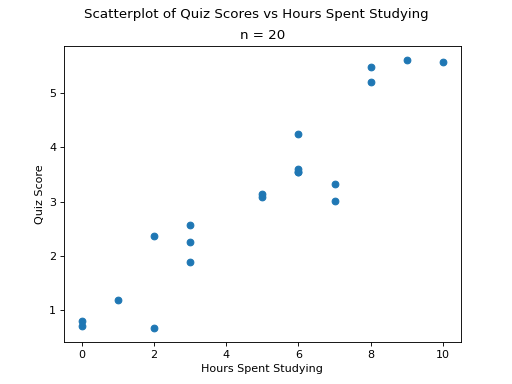 Scatterplot of Quiz Scores vs Hours Spent Studying
n = 20
5
4
3
2
1
Quiz Score
0 2 4 6 8 10
Hours Spent Studying